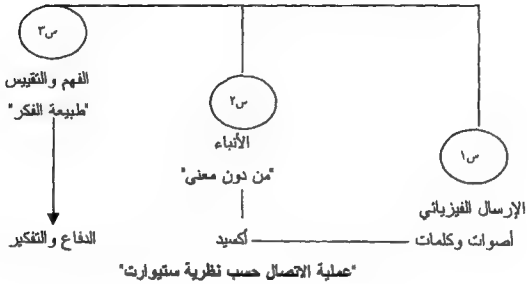 س٣
الفهم والتقييس
"طبيعة الفكر"
س٢
الأنباء
"من دون معنى"
س١
الإرسال الفيزيائي
أصوات وكلمات
أكسيد
الدفاع والتفكير
"عملية الاتصال حسب نظرية ستيوارت"